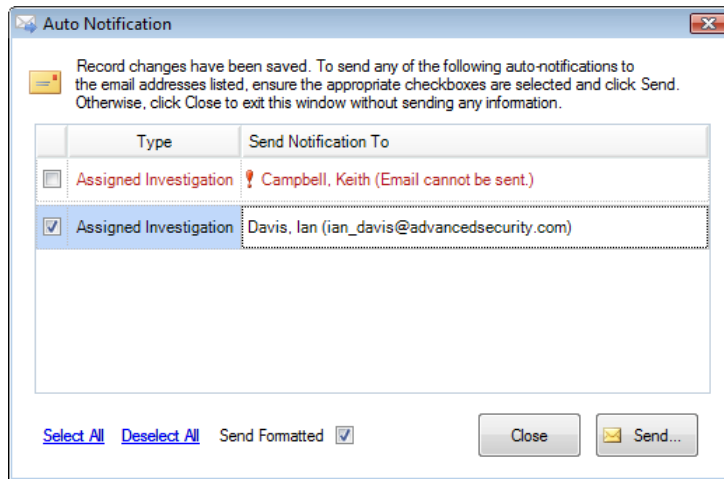 Auto Notification
Record changes have been saved. To send any of the following auto-notifications to
the email addresses listed, ensure the appropriate checkboxes are selected and click Send.
Otherwise, click Close to exit this window without sending any information.
Type Send Notification To
Assigned Investigation Campbell, Keith (Email cannot be sent.)
Assigned Investigation Davis, Ian (ian_davis@advancedsecurity.com)
Select All Deselect All Send Formatted Close Send...